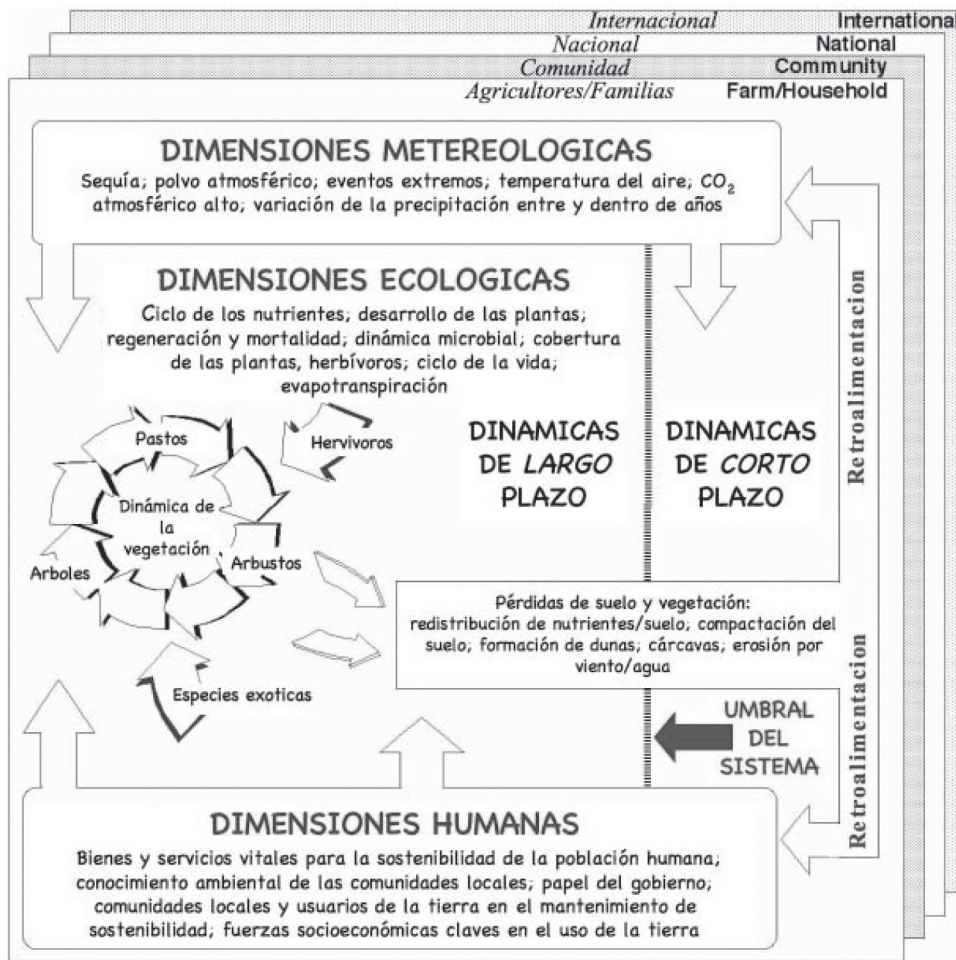 Internacional International
Nacional National
Comunidad Community
Agricultores/Familias Farm/Household
DIMENSIONES METEREOLOGICAS
Sequía; polvo atmosférico; eventos extremos; temperatura del aire; CO₂
atmosférico alto; variación de la precipitación entre y dentro de años
DIMENSIONES ECOLOGICAS
Ciclo de los nutrientes; desarrollo de las plantas;
regeneración y mortalidad; dinámica microbial; cobertura
de las plantas, herbívoros; ciclo de la vida;
evapotranspiración
Pastos
Hervivoros
Dinámica de
la
vegetación
Arboles
Arbustos
Especies exoticas
DINAMICAS
DE LARGO
PLAZO
DINAMICAS
DE CORTO
PLAZO
Retroalimentacion
Pérdidas de suelo y vegetación:
redistribución de nutrientes/suelo; compactación del
suelo; formación de dunas; cárcavas; erosión por
viento/agua
UMBRAL
DEL
SISTEMA
Retroalimentacion
DIMENSIONES HUMANAS
Bienes y servicios vitales para la sostenibilidad de la población humana;
conocimiento ambiental de las comunidades locales; papel del gobierno;
comunidades locales y usuarios de la tierra en el mantenimiento de
sostenibilidad; fuerzas socioeconómicas claves en el uso de la tierra